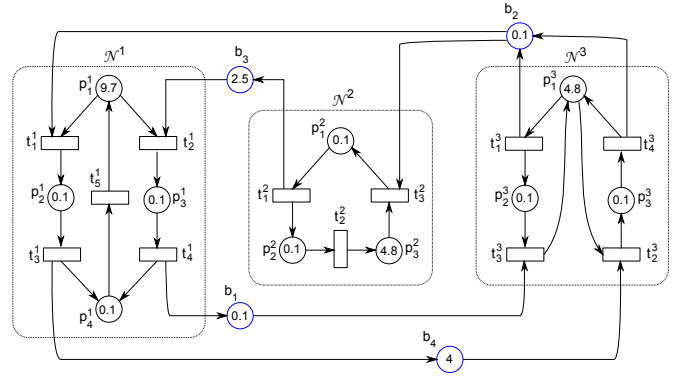 b₂
0.1
𝒩¹
b₃
2.5
𝒩²
𝒩³
p₁¹
9.7
p₁³
4.8
t₁¹
t₂¹
p₁²
0.1
t₁³
t₄³
t₅¹
p₂¹
0.1
0.1
p₃¹
t₁²
t₂²
t₃²
p₂³
0.1
0.1
p₃³
t₃¹
t₄¹
p₂²
0.1
4.8
p₃²
t₃³
t₂³
p₄¹
0.1
b₁
0.1
b₄
4